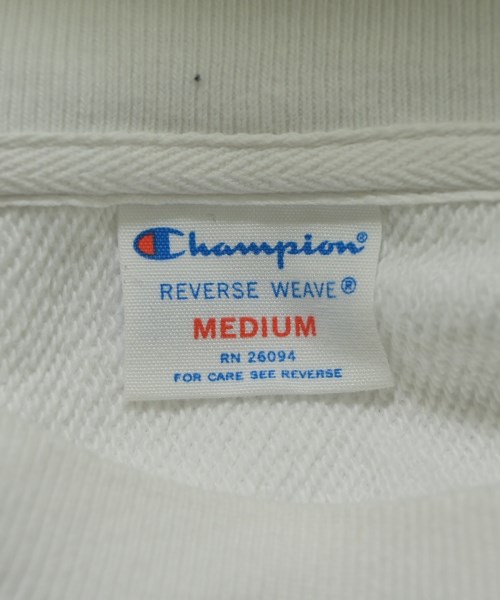 Champion®
REVERSE WEAVE®
MEDIUM
RN 26094
FOR CARE SEE REVERSE